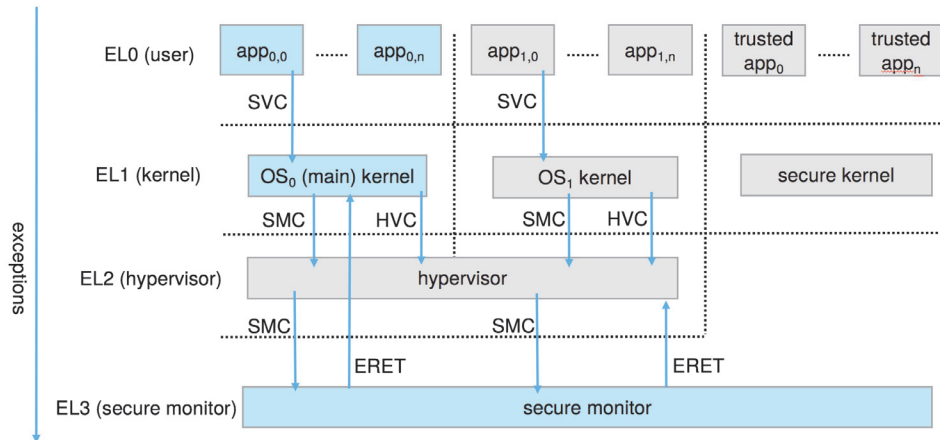 EL0 (user)
app0,0 ........ app0,n
app1,0 ........ app1,n
trusted app0 ........ trusted appn
SVC
SVC
EL1 (kernel)
OS0 (main) kernel
OS1 kernel
secure kernel
SMC
HVC
SMC
HVC
exceptions
EL2 (hypervisor)
hypervisor
SMC
SMC
ERET
ERET
EL3 (secure monitor)
secure monitor